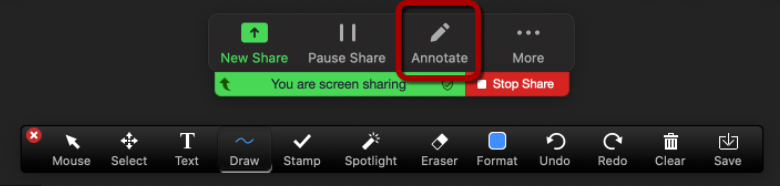 New Share Pause Share Annotate More
You are screen sharing Stop Share
Mouse Select Text Draw Stamp Spotlight Eraser Format Undo Redo Clear Save